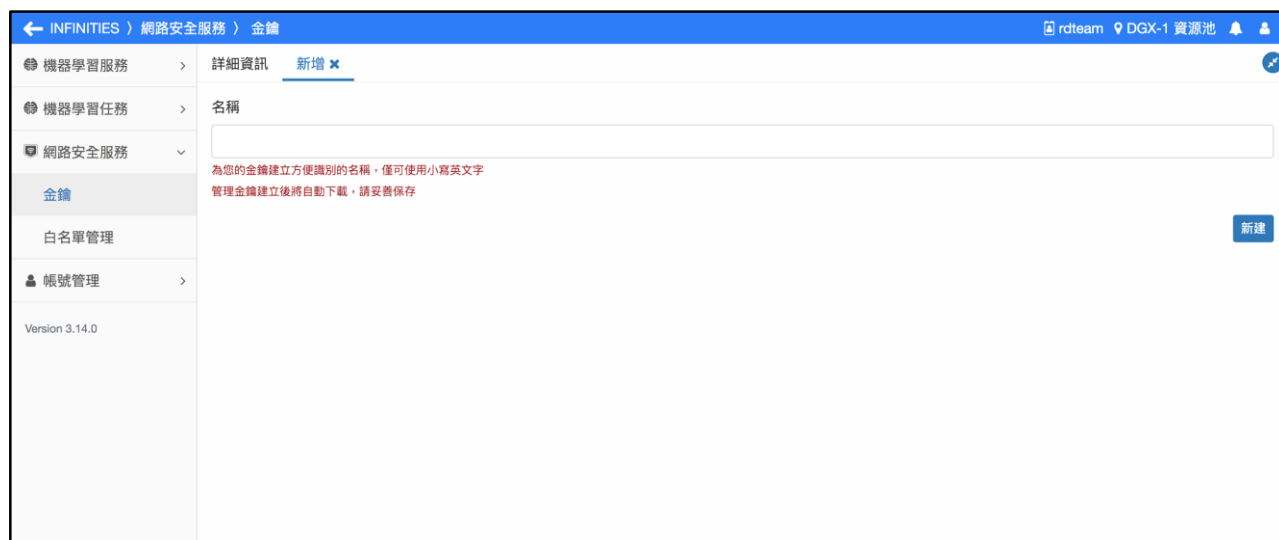 INFINITIES 〉 網路安全服務 〉 金鑰
rdteam DGX-1 資源池
機器學習服務
機器學習任務
網路安全服務
金鑰
白名單管理
帳號管理
Version 3.14.0
詳細資訊 新增
名稱
為您的金鑰建立方便識別的名稱，僅可使用小寫英文字
管理金鑰建立後將自動下載，請妥善保存
新建